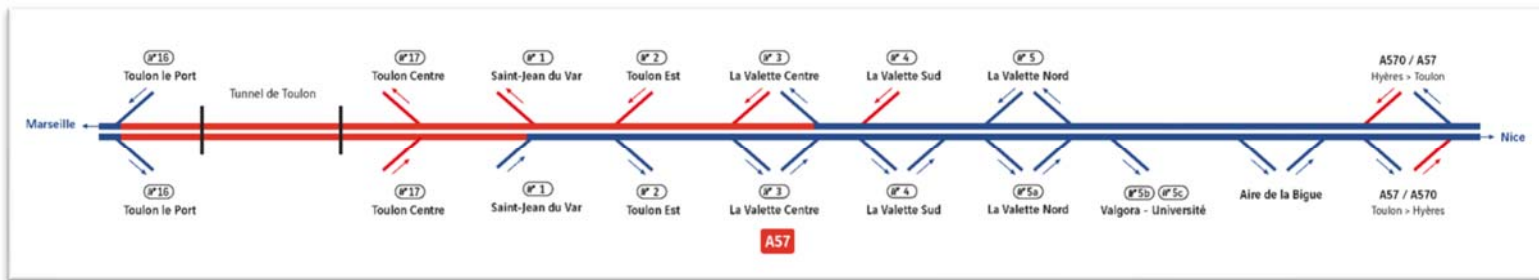 n°16
Toulon le Port
Tunnel de Toulon
n°17
Toulon Centre
n° 1
Saint-Jean du Var
n° 2
Toulon Est
n° 3
La Valette Centre
n° 4
La Valette Sud
n° 5
La Valette Nord
A570 / A57
Hyères > Toulon
Marseille
Nice
n°16
Toulon le Port
n°17
Toulon Centre
n° 1
Saint-Jean du Var
n° 2
Toulon Est
n° 3
La Valette Centre
n° 4
La Valette Sud
n°5a
La Valette Nord
n°5b n°5c
Valgora - Université
Aire de la Bigue
A57 / A570
Toulon > Hyères
A57